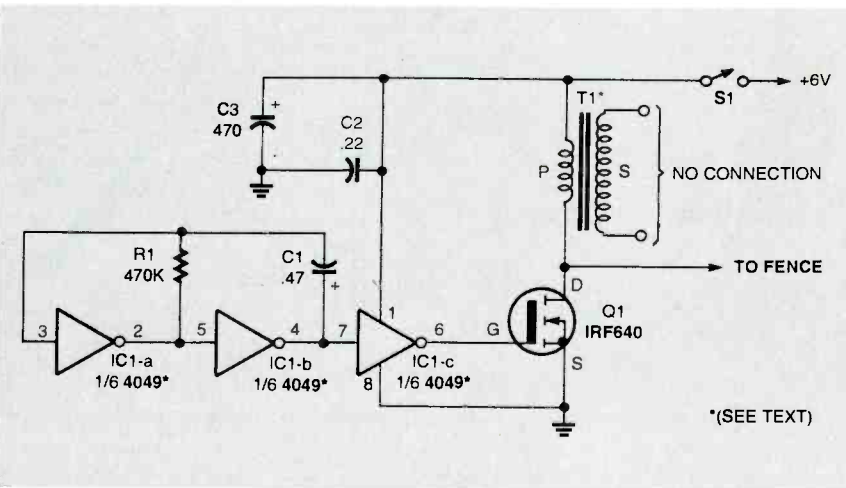 +6V
S1
T1*
C3
470
+
C2
.22
P
S
NO CONNECTION
R1
470K
C1
.47
+
1
TO FENCE
D
Q1
IRF640
3
2
5
4
7
6
G
S
IC1-a
1/6 4049*
IC1-b
1/6 4049*
8
IC1-c
1/6 4049*
*(SEE TEXT)